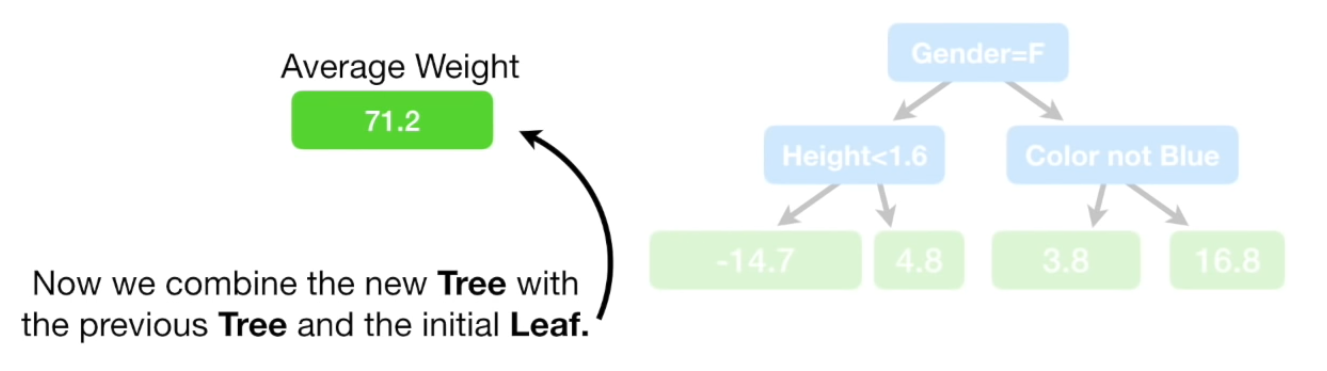 Average Weight
71.2
Now we combine the new Tree with
the previous Tree and the initial Leaf.
Gender=F
Height<1.6
Color not Blue
-14.7
4.8
3.8
16.8